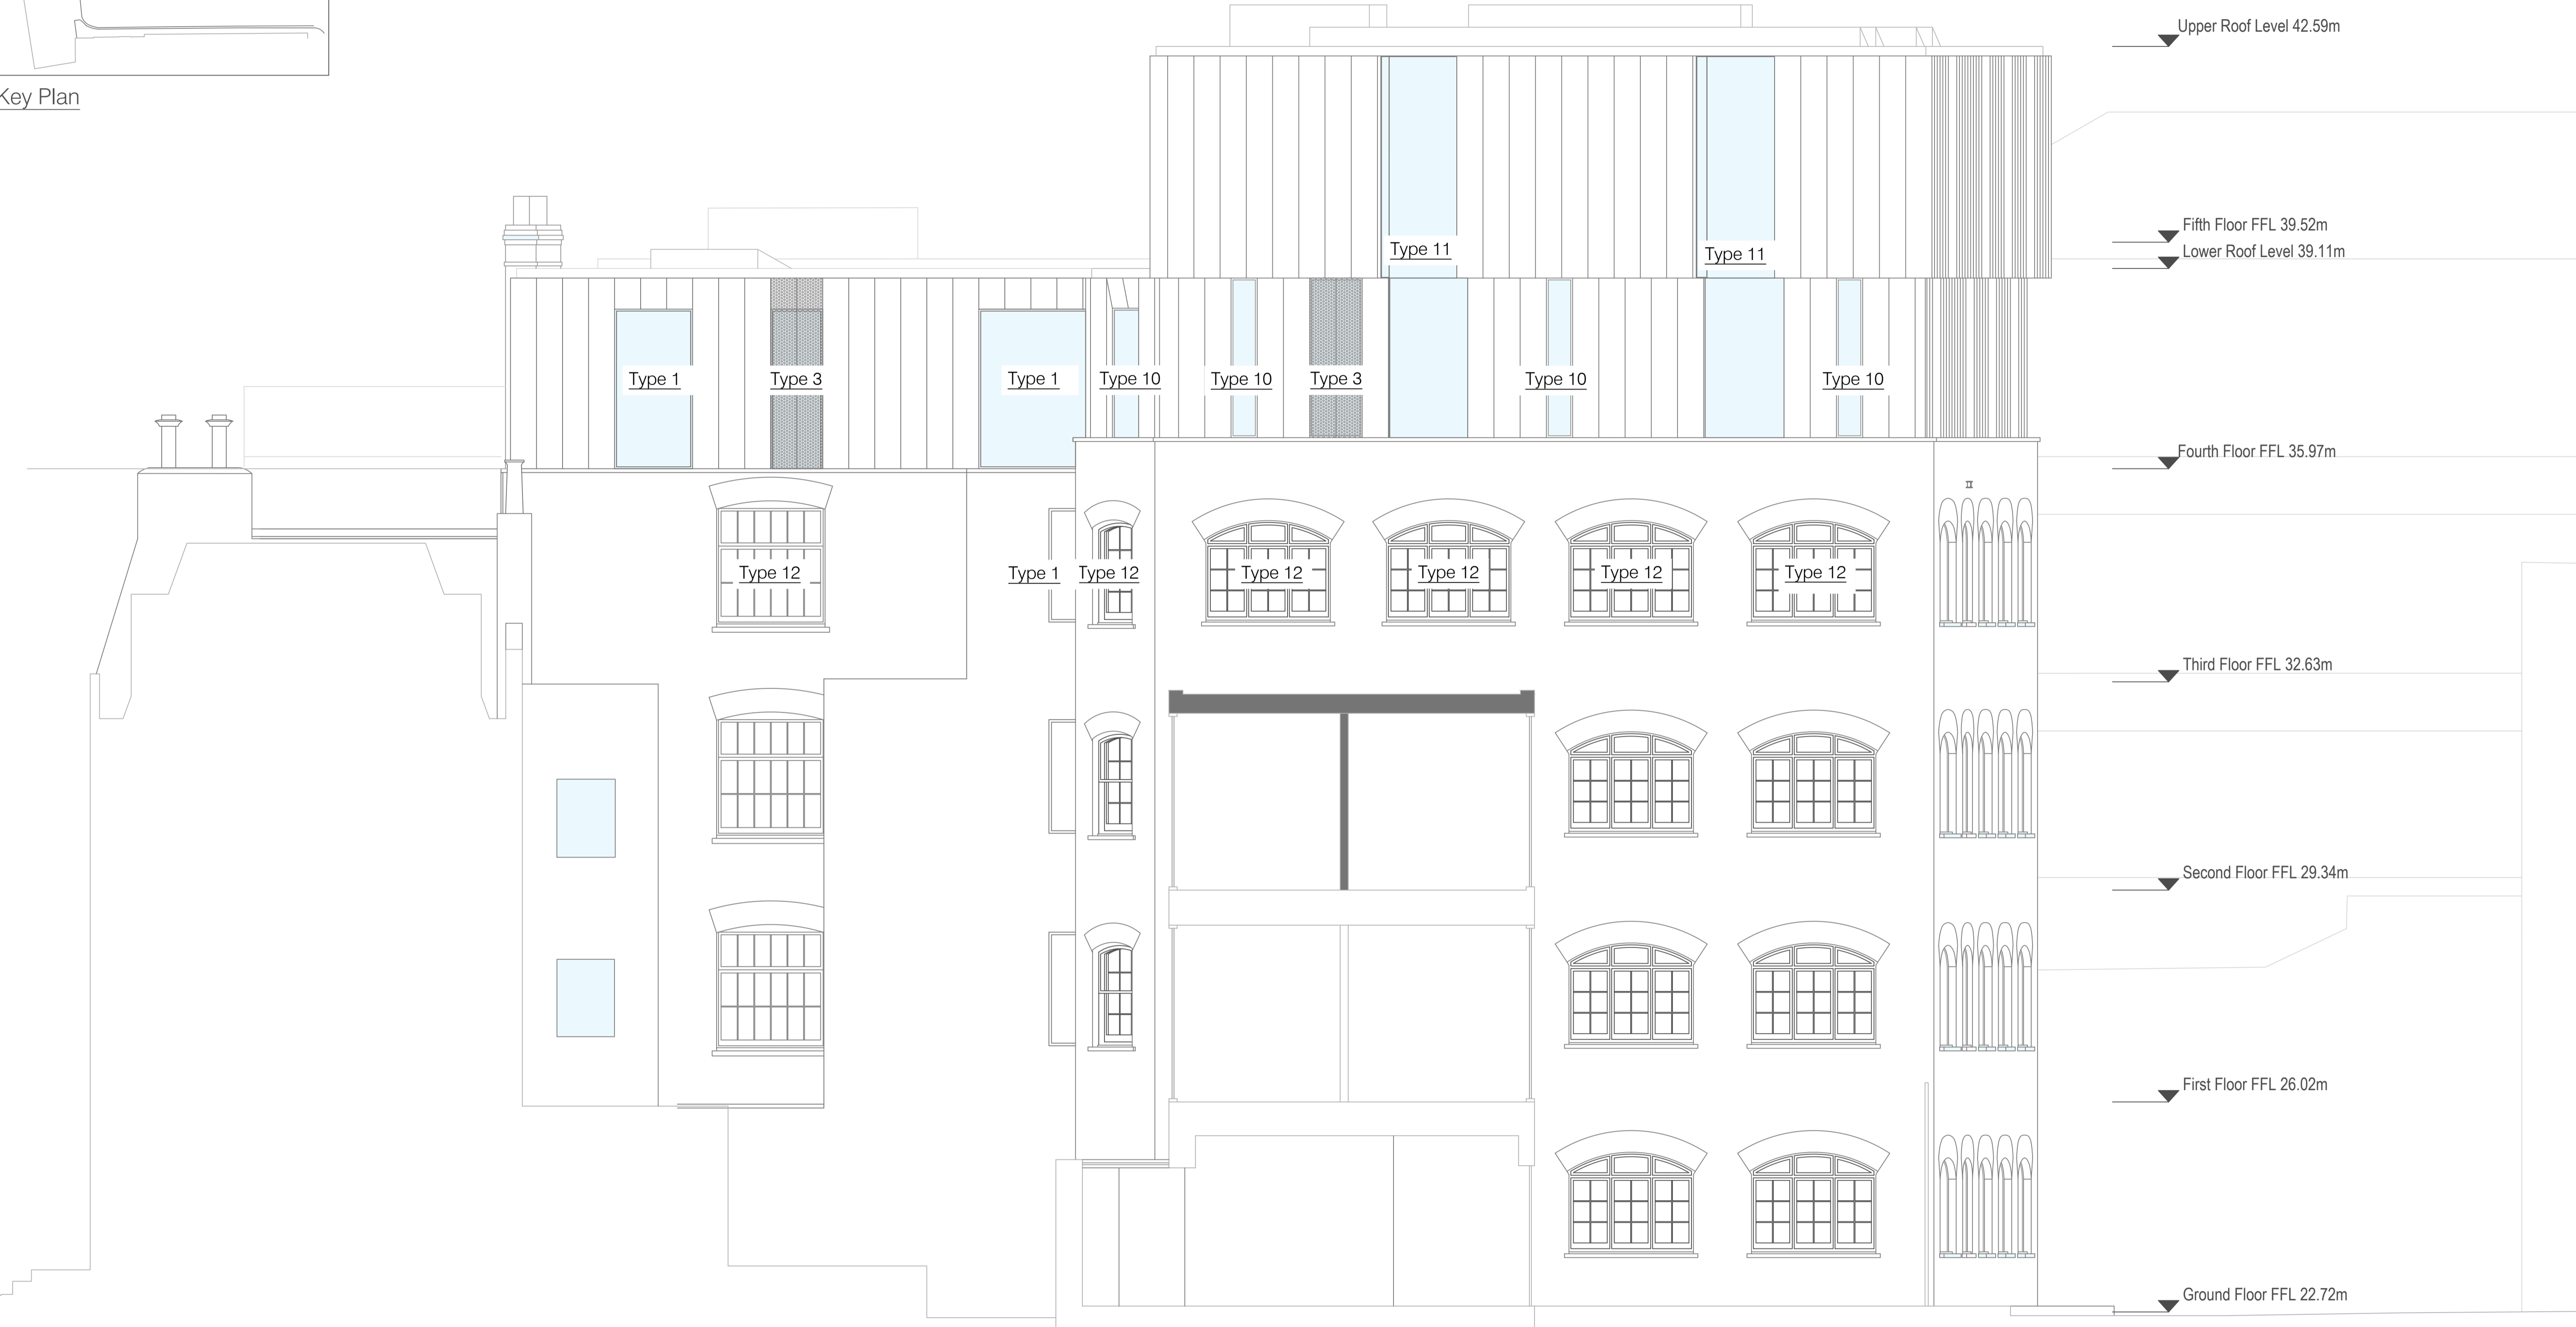 Upper Roof Level 42.59m
Key Plan
Fifth Floor FFL 39.52m
Type 11
Type 11
Lower Roof Level 39.11m
Type 1
Type 3
Type 1
Type 10
Type 10
Type 3
Type 10
Type 10
Fourth Floor FFL 35.97m
Type 12
Type 1
Type 12
Type 12
Type 12
Type 12
Type 12
Third Floor FFL 32.63m
Second Floor FFL 29.34m
First Floor FFL 26.02m
Ground Floor FFL 22.72m